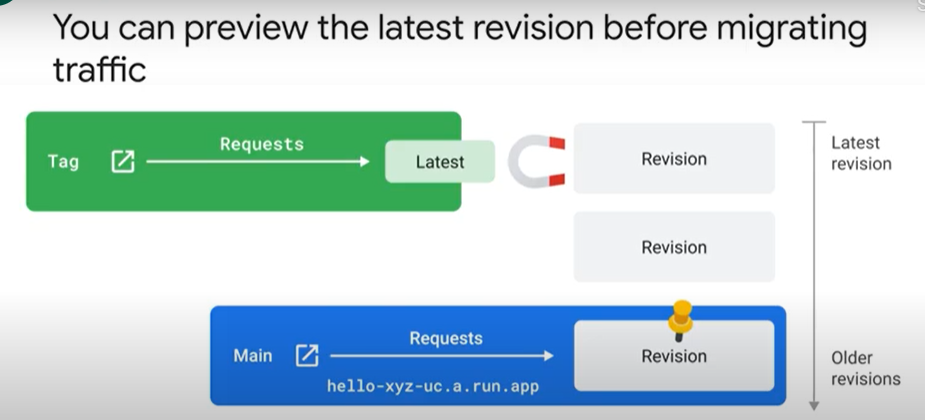 You can preview the latest revision before migrating
traffic
Tag
Requests
Latest
Revision
Latest
revision
Revision
Main
Requests
hello-xyz-uc.a.run.app
Revision
Older
revisions